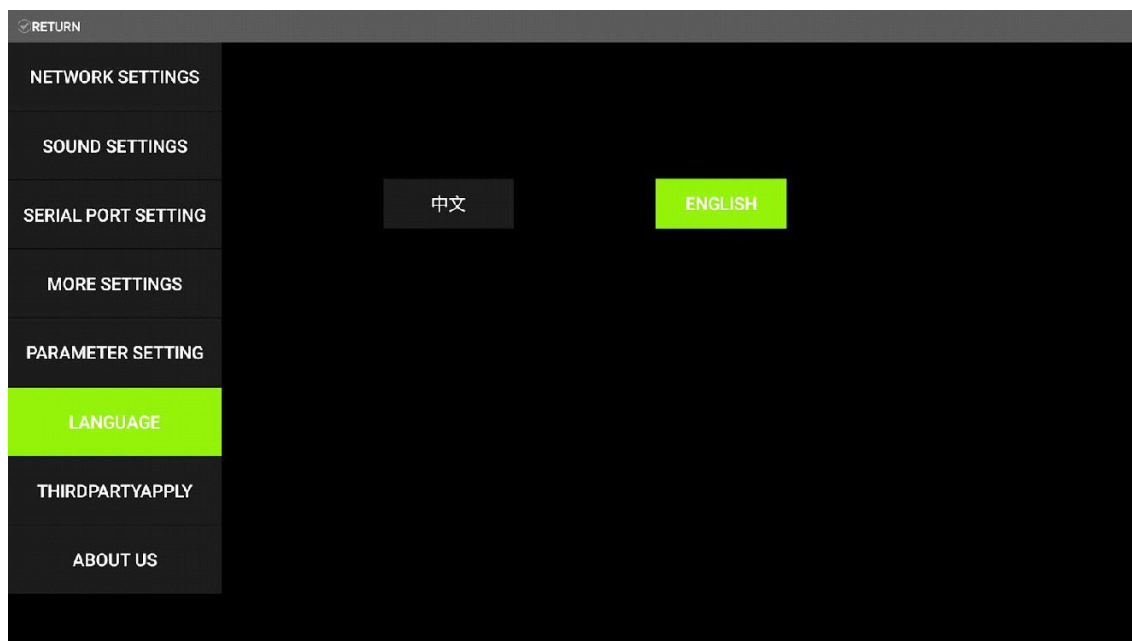 RETURN
NETWORK SETTINGS
SOUND SETTINGS
SERIAL PORT SETTING
中文
ENGLISH
MORE SETTINGS
PARAMETER SETTING
LANGUAGE
THIRDPARTYAPPLY
ABOUT US